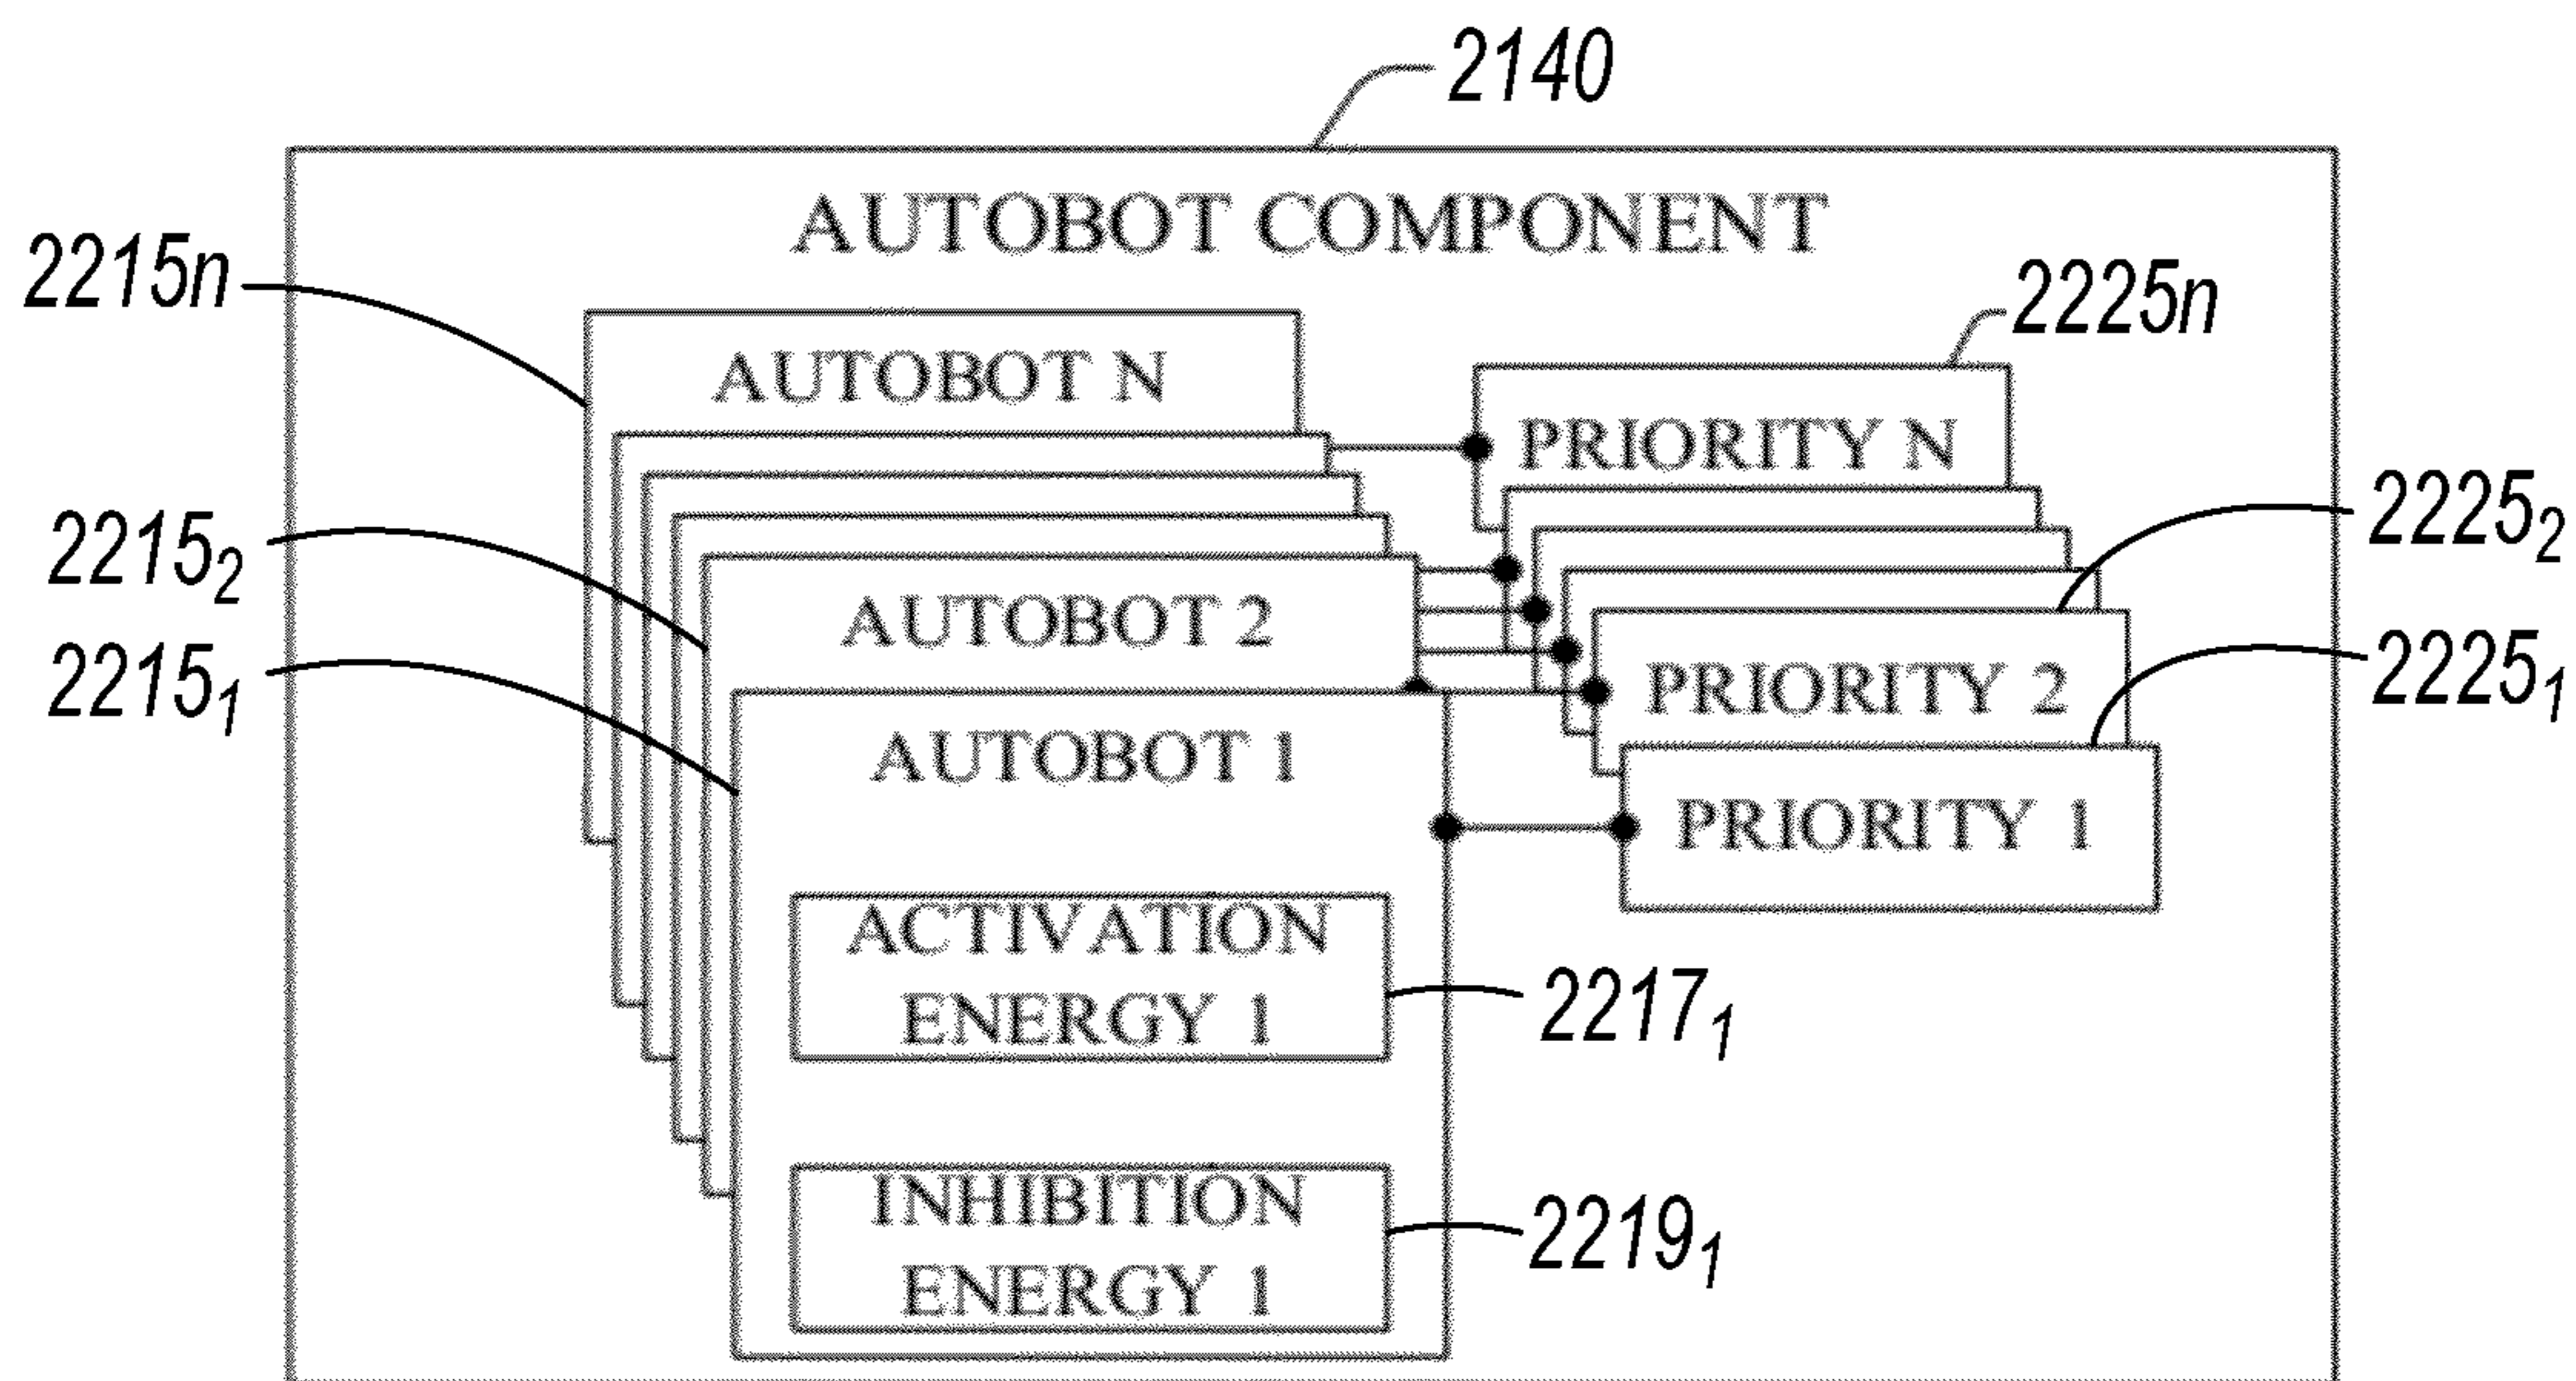 2140
AUTOBOT COMPONENT
2215n
2225n
AUTOBOT N
PRIORITY N
2215₂
2225₂
AUTOBOT 2
2215₁
PRIORITY 2
2225₁
AUTOBOT 1
PRIORITY 1
ACTIVATION
ENERGY 1
2217₁
INHIBITION
ENERGY 1
2219₁